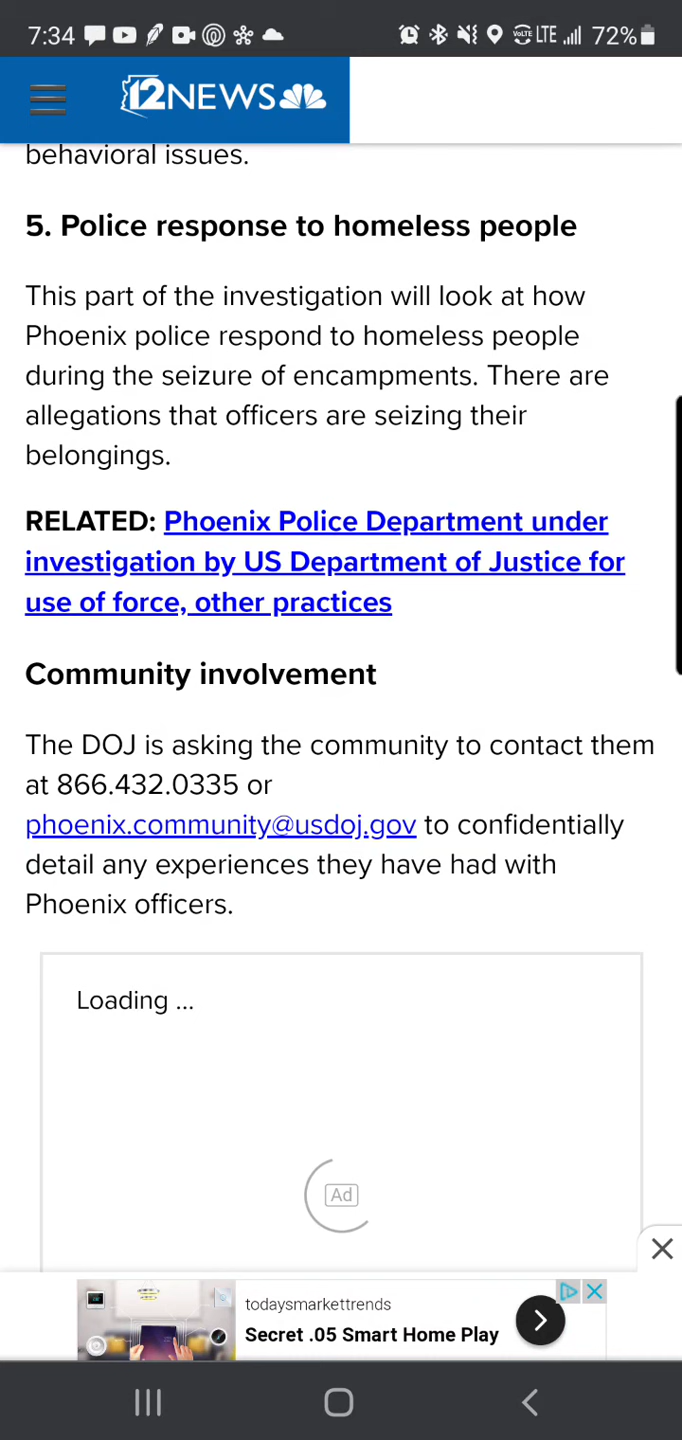 7:34 LTE 72%
12NEWS
behavioral issues.
5. Police response to homeless people
This part of the investigation will look at how
Phoenix police respond to homeless people
during the seizure of encampments. There are
allegations that officers are seizing their
belongings.
RELATED: Phoenix Police Department under
investigation by US Department of Justice for
use of force, other practices
Community involvement
The DOJ is asking the community to contact them
at 866.432.0335 or
phoenix.community@usdoj.gov to confidentially
detail any experiences they have had with
Phoenix officers.
Loading ...
Ad
todaysmarkettrends
Secret .05 Smart Home Play